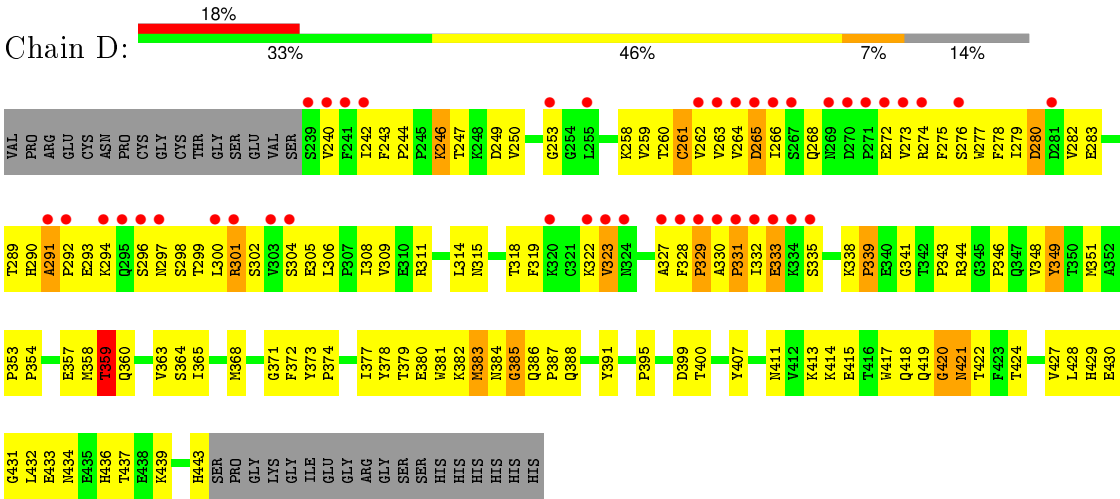 18%
Chain D:
33% 46% 7% 14%
VAL PRO ARG GLU CYS ASN PRO CYS GLY CYS THR GLY SER GLU VAL SER S239 V240 F241 I242 F243 P244 P245 K246 T247 K248 D249 V250 G253 G254 L255 K258 V259 T260 C261 V262 V263 V264 D265 I266 S267 Q268 N269 D270 P271 E272 V273 R274 F275 S276 W277 F278 I279 D280 D281 V282 E283
T289 H290 A291 P292 E293 K294 Q295 S296 N297 S298 T299 L300 R301 S302 V303 S304 E305 L306 P307 I308 V309 E310 R311 L314 N315 T318 F319 K320 C321 K322 V323 N324 A327 F328 P329 A330 P331 I332 E333 K334 S335 K338 P339 E340 G341 T342 P343 R344 G345 P346 Q347 V348 Y349 T350 M351 A352
P353 P354 E357 M358 T359 Q360 V363 S364 I365 M368 G371 F372 Y373 P374 I377 Y378 T379 E380 W381 K382 M383 N384 G385 Q386 P387 Q388 Y391 P395 D399 T400 Y407 N411 V412 K413 K414 E415 T416 W417 Q418 Q419 G420 N421 T422 F423 T424 V427 L428 H429 E430
G431 L432 E433 N434 E435 H436 T437 E438 K439 H443 SER PRO GLY LYS GLY ILE GLU GLY ARG GLY SER SER HIS HIS HIS HIS HIS HIS